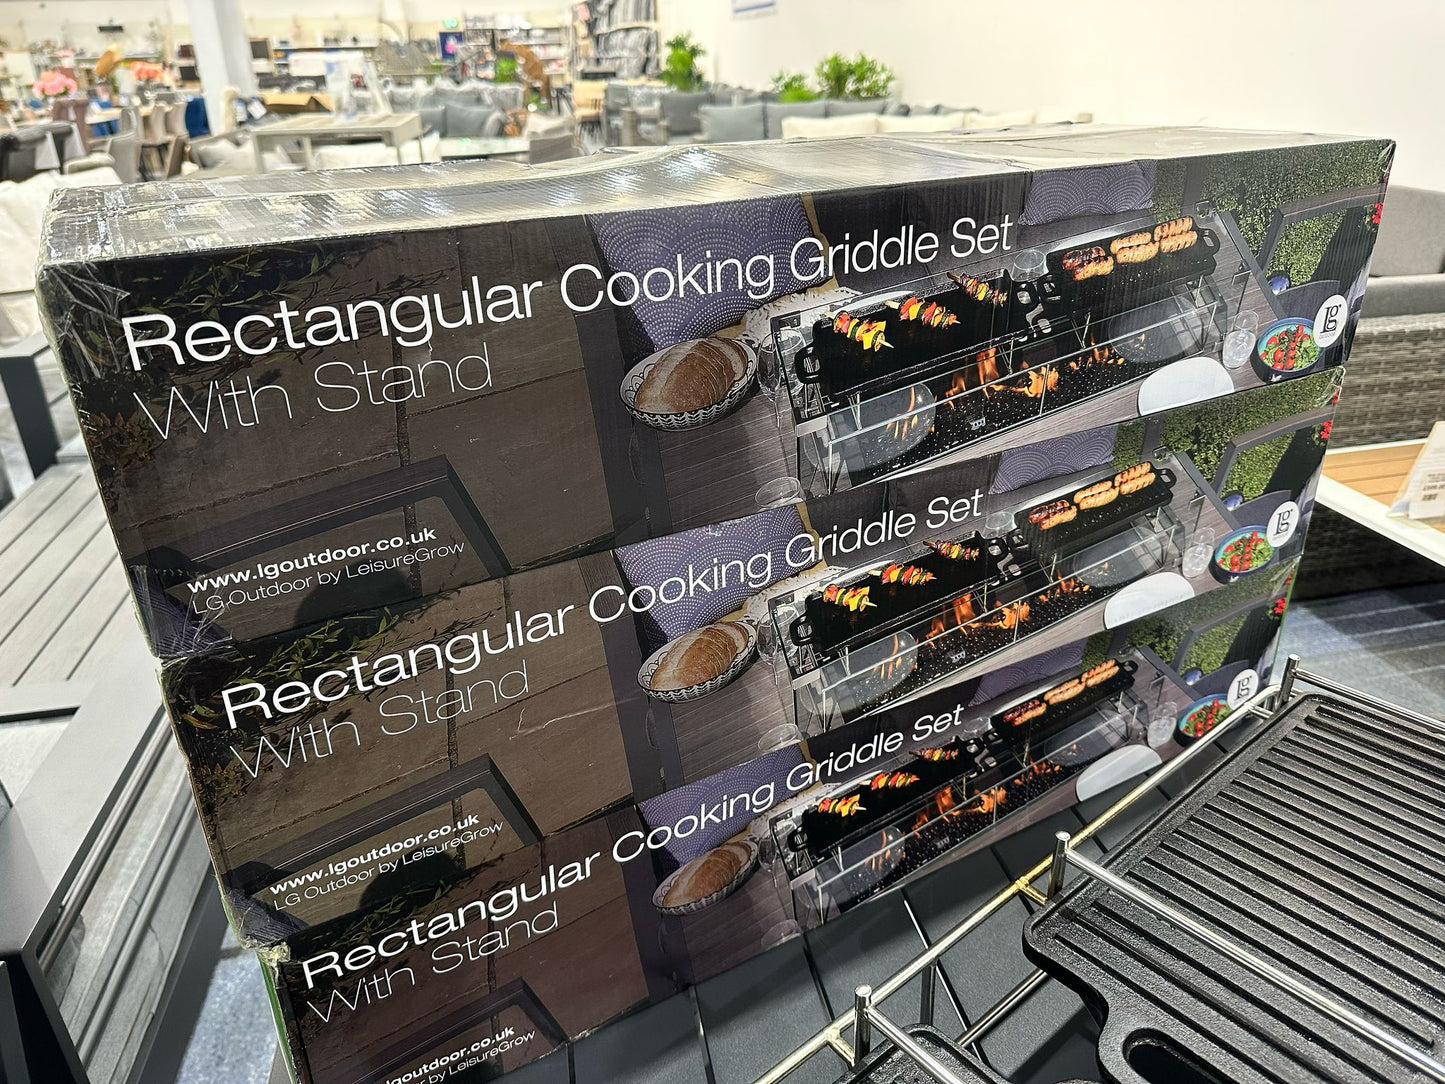 Rectangular Cooking Griddle Set
With Stand
www.lgoutdoor.co.uk
LG Outdoor by LeisureGrow
lg
Rectangular Cooking Griddle Set
With Stand
www.lgoutdoor.co.uk
LG Outdoor by LeisureGrow
lg
Rectangular Cooking Griddle Set
With Stand
lgoutdoor.co.uk
by LeisureGrow
lg